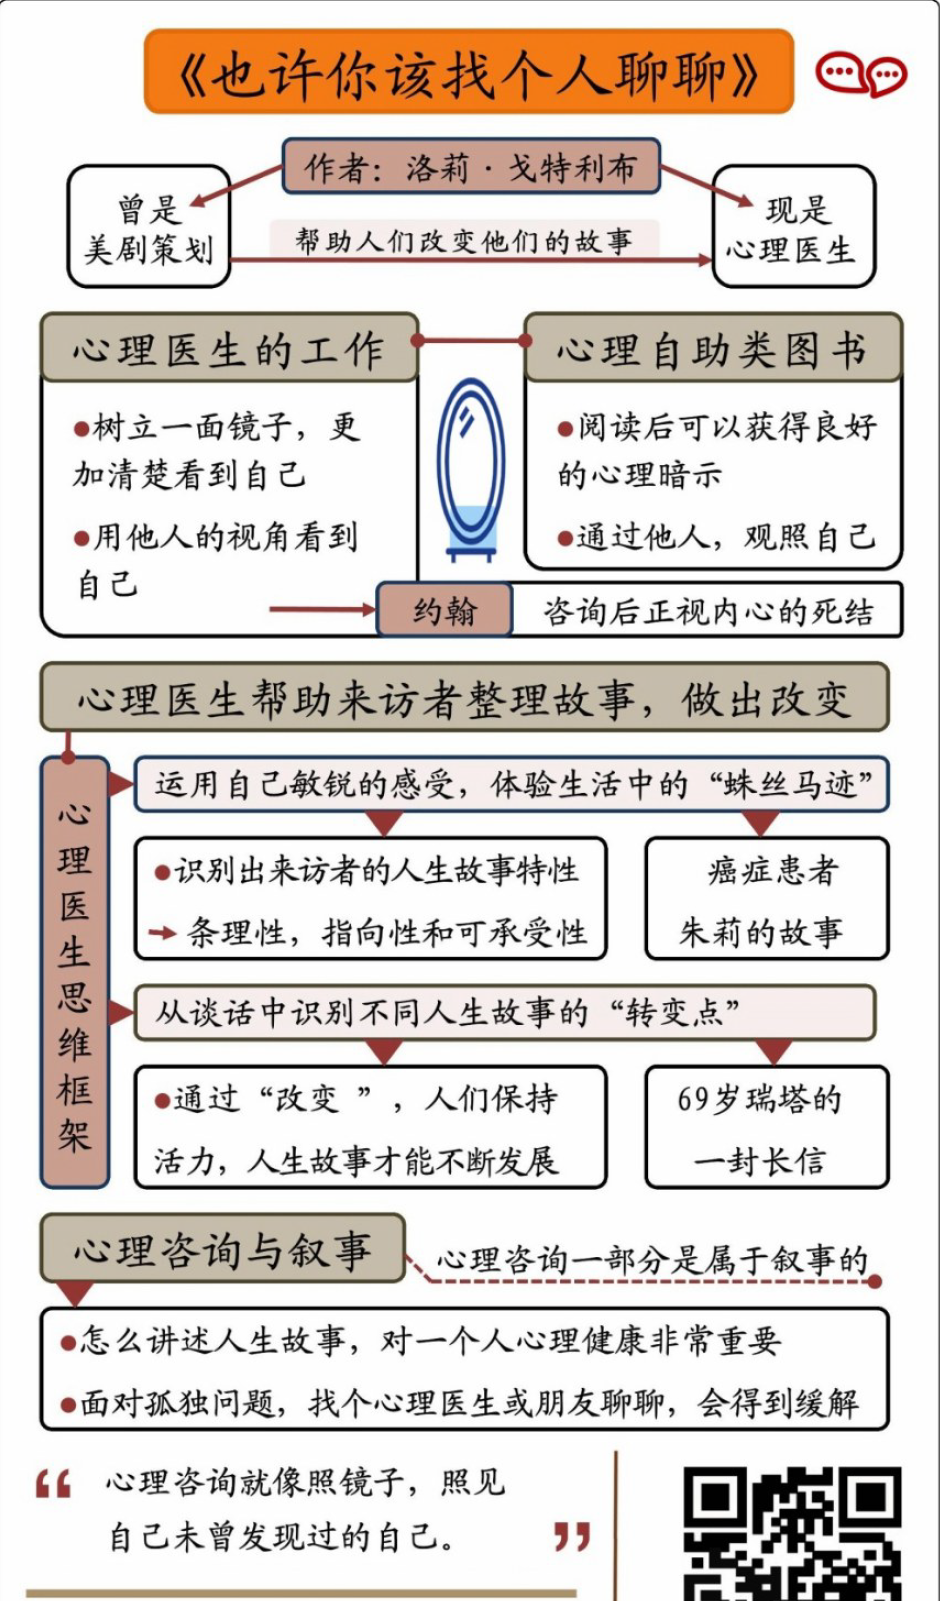 《也许你该找个人聊聊》
作者：洛莉·戈特利布
曾是
美剧策划
帮助人们改变他们的故事
现是
心理医生
心理医生的工作
●树立一面镜子，更
加清楚看到自己
●用他人的视角看到
自己
心理自助类图书
●阅读后可以获得良好
的心理暗示
●通过他人，观照自己
约翰
咨询后正视内心的死结
心理医生帮助来访者整理故事，做出改变
心理医生思维框架
运用自己敏锐的感受，体验生活中的“蛛丝马迹”
●识别出来访者的人生故事特性
条理性，指向性和可承受性
癌症患者
朱莉的故事
从谈话中识别不同人生故事的“转变点”
●通过“改变 ”，人们保持
活力，人生故事才能不断发展
69岁瑞塔的
一封长信
心理咨询与叙事
心理咨询一部分是属于叙事的
●怎么讲述人生故事，对一个人心理健康非常重要
●面对孤独问题，找个心理医生或朋友聊聊，会得到缓解
“心理咨询就像照镜子，照见
自己未曾发现过的自己。”